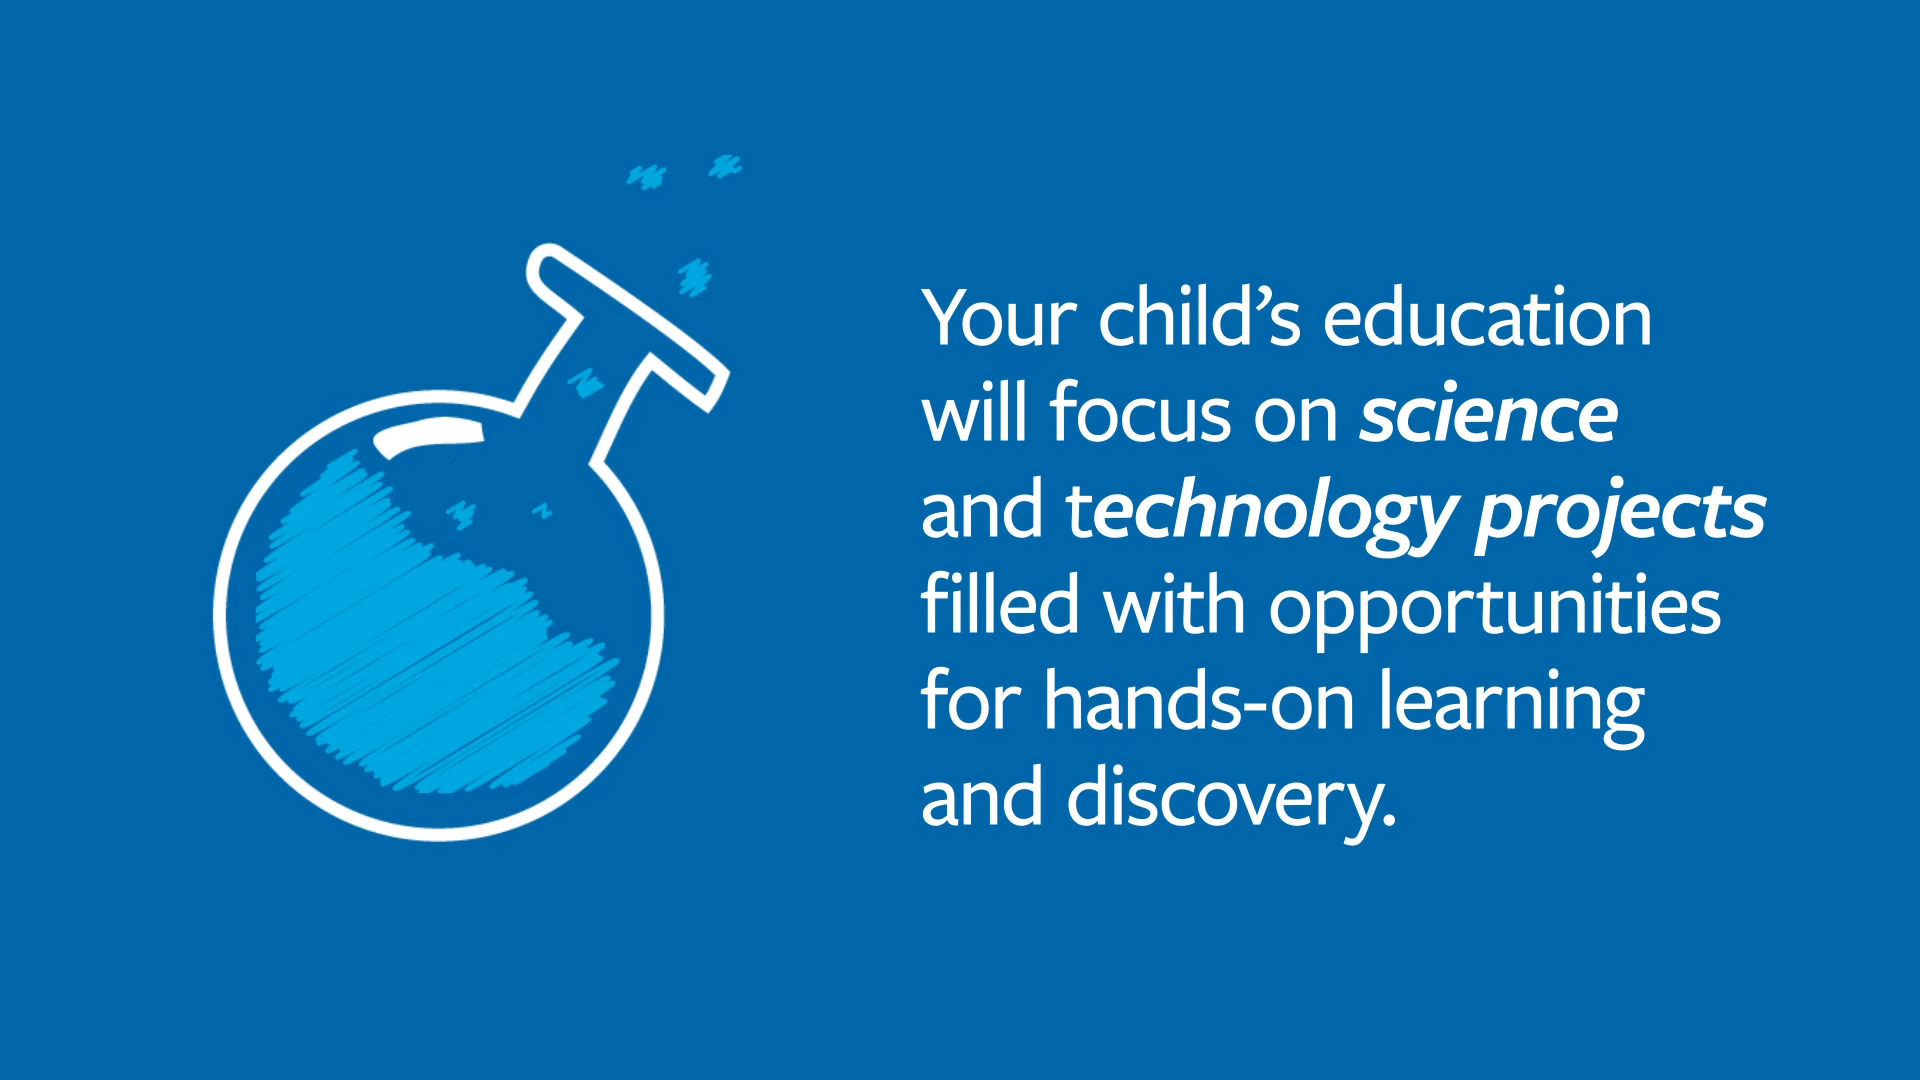 Your child’s education
will focus on science
and technology projects
filled with opportunities
for hands-on learning
and discovery.